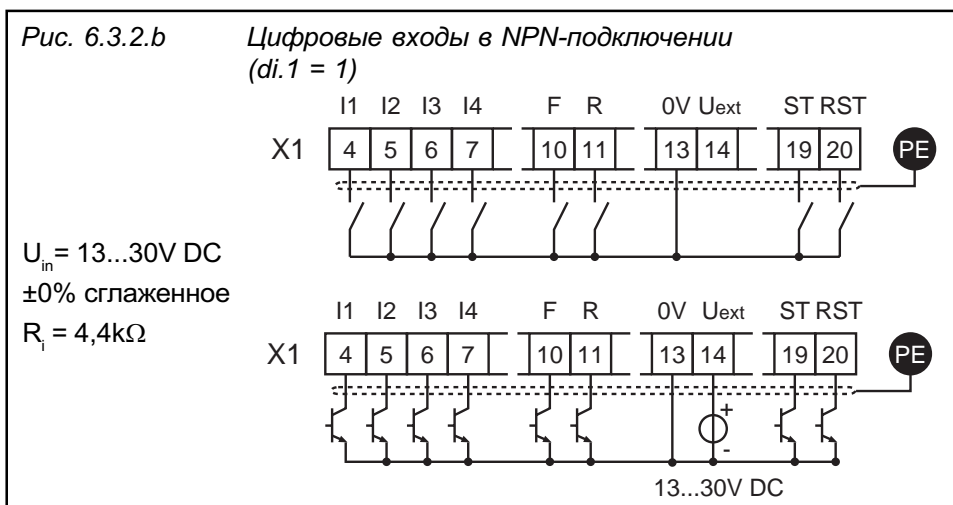 Рис. 6.3.2.b Цифровые входы в NPN-подключении
(di.1 = 1)
I1 I2 I3 I4 F R 0V Uext ST RST
X1 4 5 6 7 10 11 13 14 19 20 PE
U_in = 13...30V DC
±0% сглаженное
R_i = 4,4kΩ
I1 I2 I3 I4 F R 0V Uext ST RST
X1 4 5 6 7 10 11 13 14 19 20 PE
+
-
13...30V DC